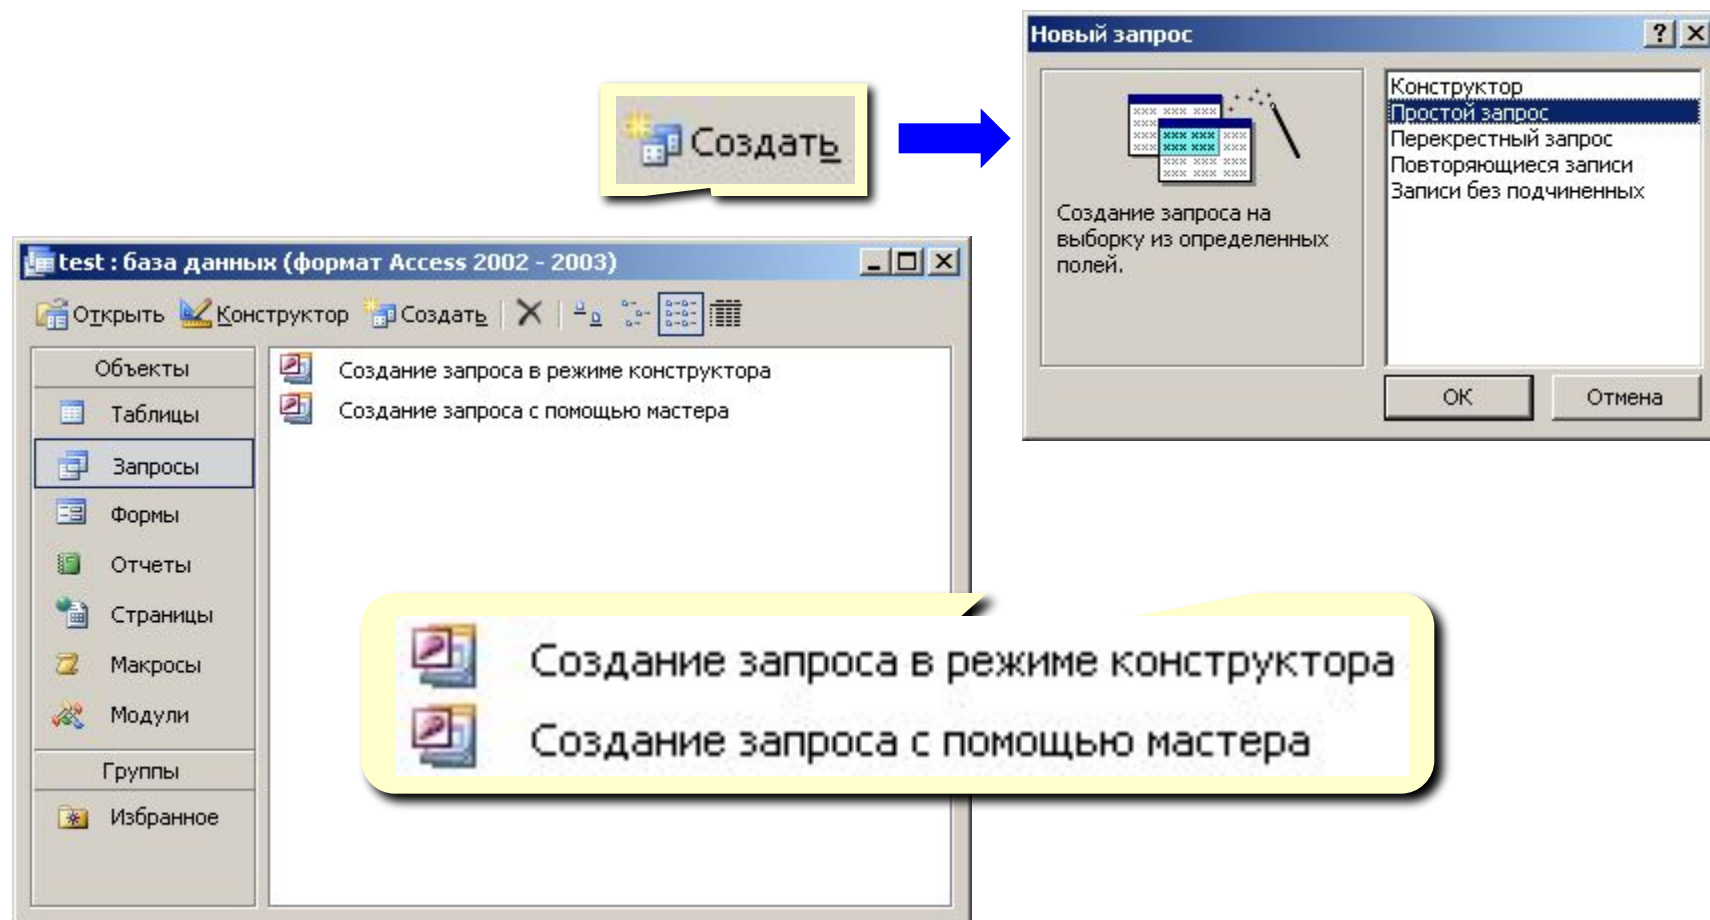 Новый запрос
Создать
Конструктор
Простой запрос
Перекрестный запрос
Повторяющиеся записи
Записи без подчиненных
Создание запроса на
выборку из определенных
полей.
ОК
Отмена
test : база данных (формат Access 2002 - 2003)
Открыть Конструктор Создать
Объекты
Таблицы
Запросы
Формы
Отчеты
Страницы
Макросы
Модули
Группы
Избранное
Создание запроса в режиме конструктора
Создание запроса с помощью мастера
Создание запроса в режиме конструктора
Создание запроса с помощью мастера